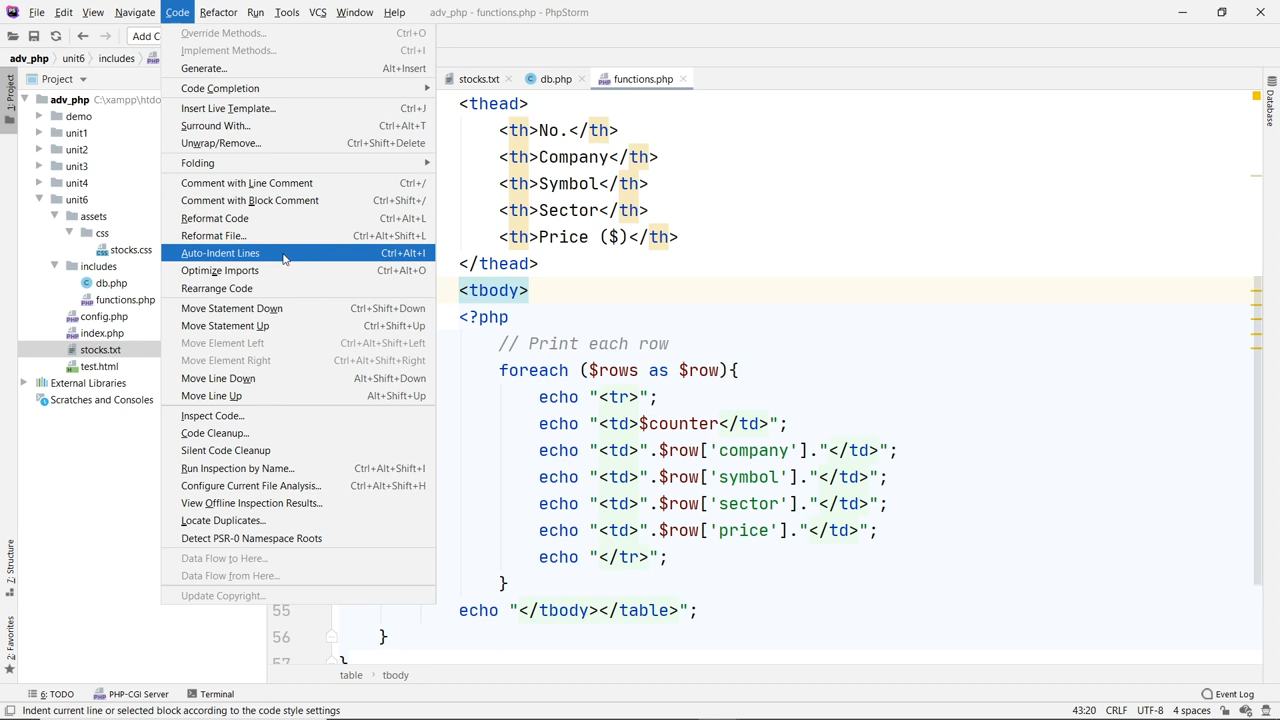 File Edit View Navigate Code Refactor Run Tools VCS Window Help adv_php - functions.php - PhpStorm
Add C
adv_php unit6 includes
Project
stocks.txt db.php functions.php
1: Project
Database
adv_php C:\xampp\htdo
demo
unit1
unit2
unit3
unit4
unit6
assets
css
stocks.css
includes
db.php
functions.php
config.php
index.php
stocks.txt
test.html
External Libraries
Scratches and Consoles
Override Methods... Ctrl+O
Implement Methods... Ctrl+I
Generate... Alt+Insert
Code Completion
Insert Live Template... Ctrl+J
Surround With... Ctrl+Alt+T
Unwrap/Remove... Ctrl+Shift+Delete
Folding
Comment with Line Comment Ctrl+/
Comment with Block Comment Ctrl+Shift+/
Reformat Code Ctrl+Alt+L
Reformat File... Ctrl+Alt+Shift+L
Auto-Indent Lines Ctrl+Alt+I
Optimize Imports Ctrl+Alt+O
Rearrange Code
Move Statement Down Ctrl+Shift+Down
Move Statement Up Ctrl+Shift+Up
Move Element Left Ctrl+Alt+Shift+Left
Move Element Right Ctrl+Alt+Shift+Right
Move Line Down Alt+Shift+Down
Move Line Up Alt+Shift+Up
Inspect Code...
Code Cleanup...
Silent Code Cleanup
Run Inspection by Name... Ctrl+Alt+Shift+I
Configure Current File Analysis... Ctrl+Alt+Shift+H
View Offline Inspection Results...
Locate Duplicates...
Detect PSR-0 Namespace Roots
Data Flow to Here...
Data Flow from Here...
Update Copyright...
<thead>
<th>No.</th>
<th>Company</th>
<th>Symbol</th>
<th>Sector</th>
<th>Price ($)</th>
</thead>
<tbody>
<?php
// Print each row
foreach ($rows as $row){
echo "<tr>";
echo "<td>$counter</td>";
echo "<td>".$row['company']."</td>";
echo "<td>".$row['symbol']."</td>";
echo "<td>".$row['sector']."</td>";
echo "<td>".$row['price']."</td>";
echo "</tr>";
}
55 echo "</tbody></table>";
56 }
57 }
table tbody
7: Structure
2: Favorites
6: TODO PHP-CGI Server Terminal Event Log
Indent current line or selected block according to the code style settings 43:20 CRLF UTF-8 4 spaces